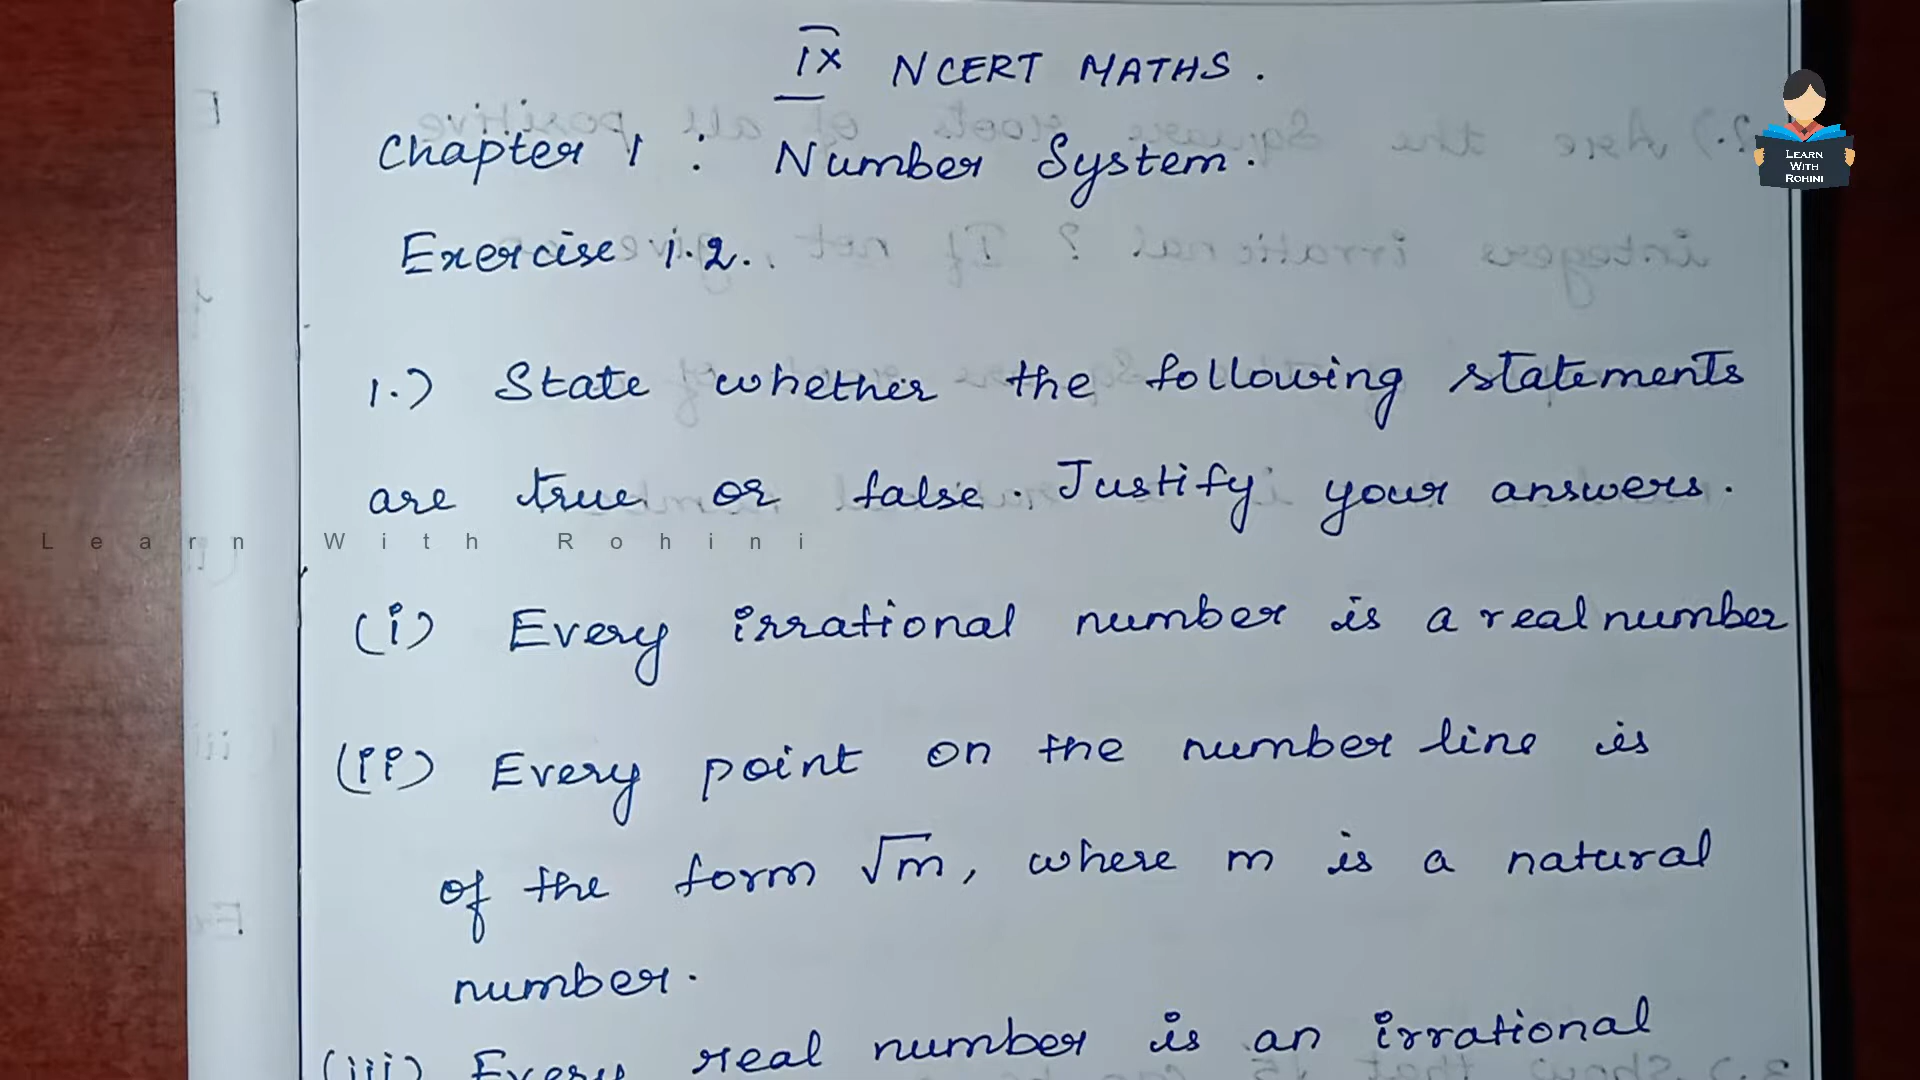 IX NCERT MATHS.
Chapter 1 : Number System.
Exercise 1.2.
1.) State whether the following statements
are true or false. Justify your answers.
Learn With Rohini
(i) Every irrational number is a real number
(ii) Every point on the number line is
of the form √m, where m is a natural
number.
(iii) Every real number is an irrational
LEARN
WITH
ROHINI